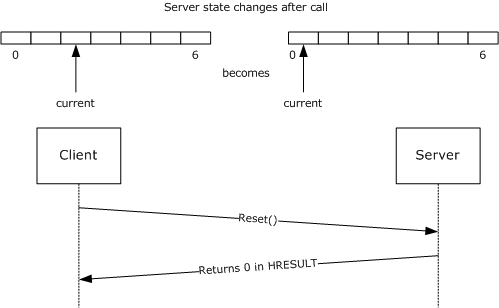 Server state changes after call
0 6 0 6
becomes
current current
Client Server
Reset()
Returns 0 in HRESULT